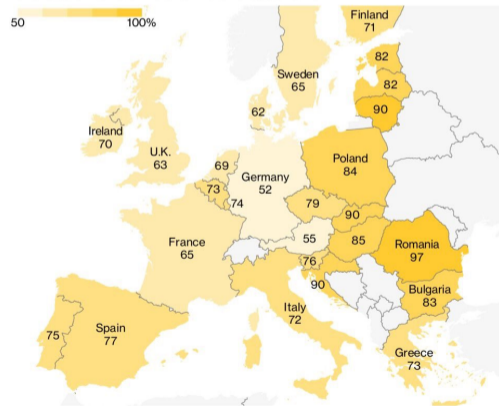 50
100%
Finland
71
82
Sweden
65
82
90
62
Ireland
70
U.K.
63
69
Poland
84
Germany
52
73
74
79
90
55
85
France
65
Romania
97
76
90
Bulgaria
83
Italy
72
Spain
77
75
Greece
73